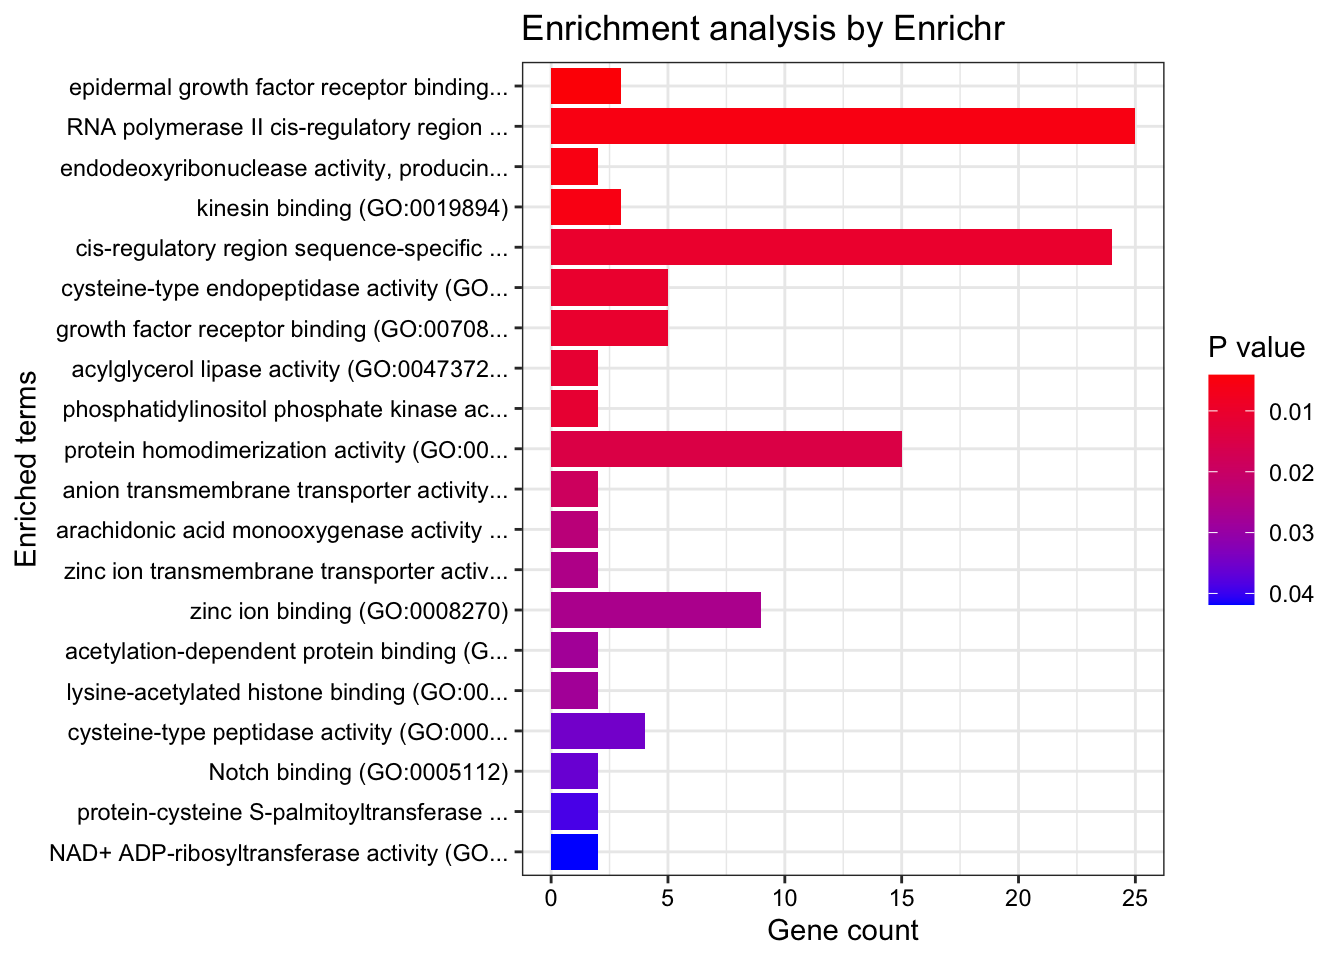 Enrichment analysis by Enrichr
epidermal growth factor receptor binding...
RNA polymerase II cis-regulatory region ...
endodeoxyribonuclease activity, producin...
kinesin binding (GO:0019894)
cis-regulatory region sequence-specific ...
cysteine-type endopeptidase activity (GO...
growth factor receptor binding (GO:00708...
acylglycerol lipase activity (GO:0047372...
phosphatidylinositol phosphate kinase ac...
protein homodimerization activity (GO:00...
anion transmembrane transporter activity...
arachidonic acid monooxygenase activity ...
zinc ion transmembrane transporter activ...
zinc ion binding (GO:0008270)
acetylation-dependent protein binding (G...
lysine-acetylated histone binding (GO:00...
cysteine-type peptidase activity (GO:000...
Notch binding (GO:0005112)
protein-cysteine S-palmitoyltransferase ...
NAD+ ADP-ribosyltransferase activity (GO...
Enriched terms
0 5 10 15 20 25
Gene count
P value
0.01
0.02
0.03
0.04